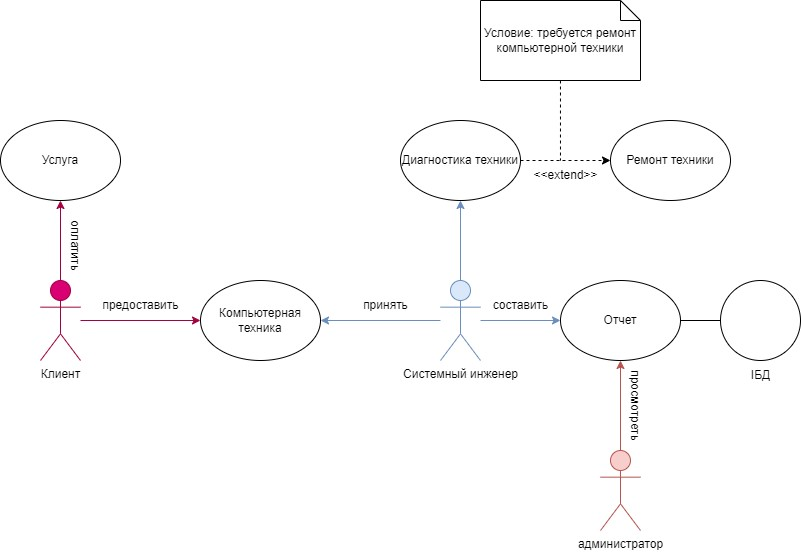 Условие: требуется ремонт
компьютерной техники
Услуга
Диагностика техники
Ремонт техники
<<extend>>
оплатить
предоставить
Компьютерная
техника
принять
составить
Отчет
Клиент
Системный инженер
IБД
просмотреть
администратор